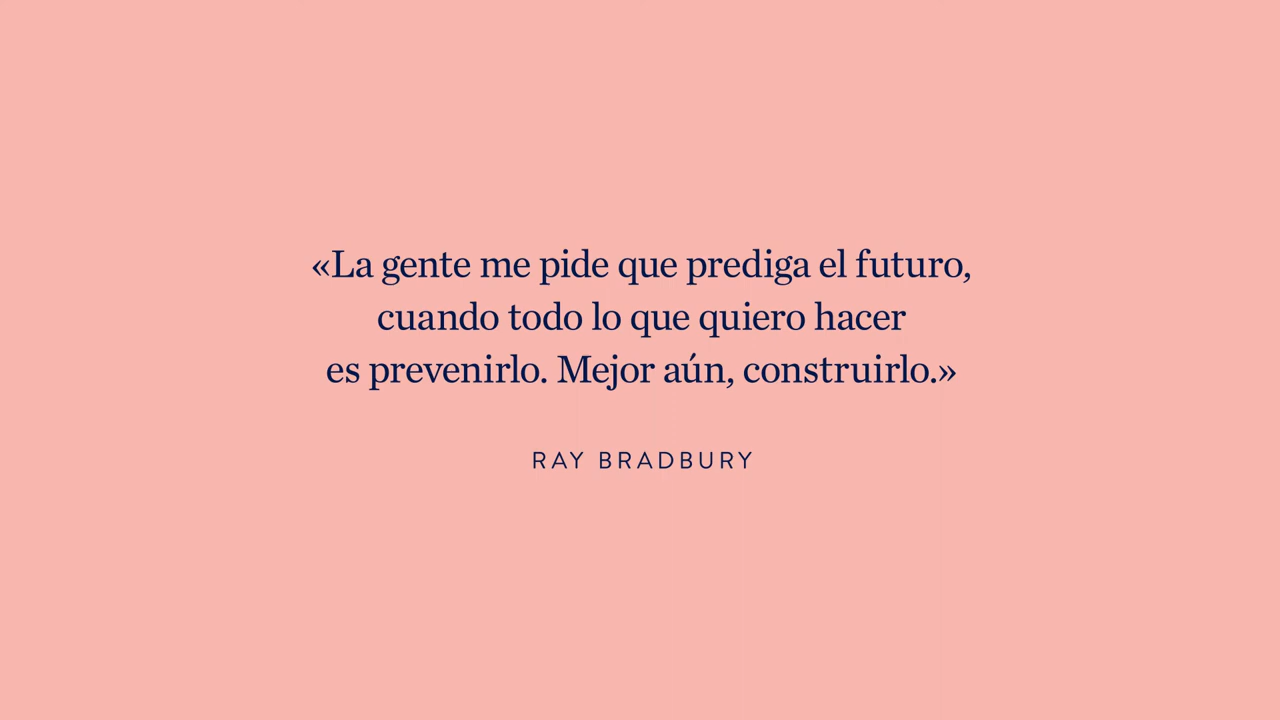 «La gente me pide que prediga el futuro,
cuando todo lo que quiero hacer
es prevenirlo. Mejor aún, construirlo.»
RAY BRADBURY